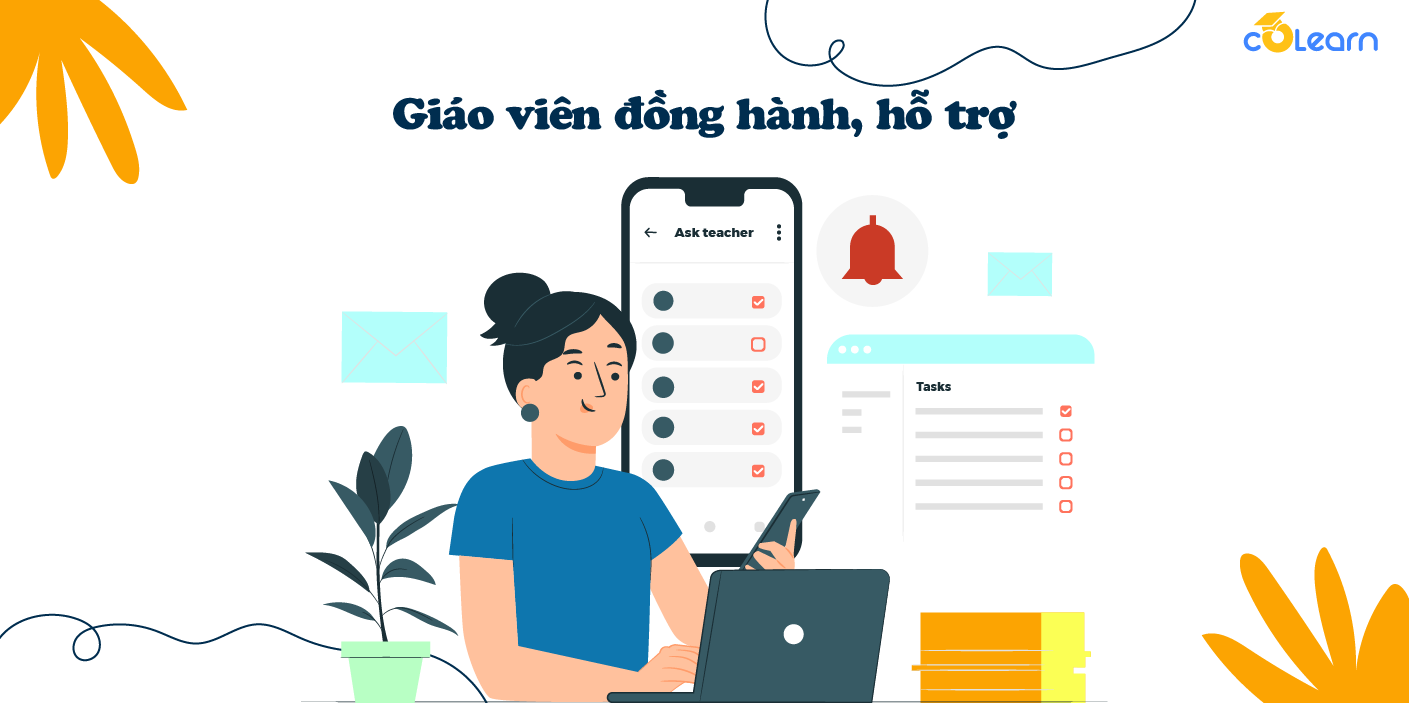 cOLearn
Giáo viên đồng hành, hỗ trợ
Ask teacher
Tasks